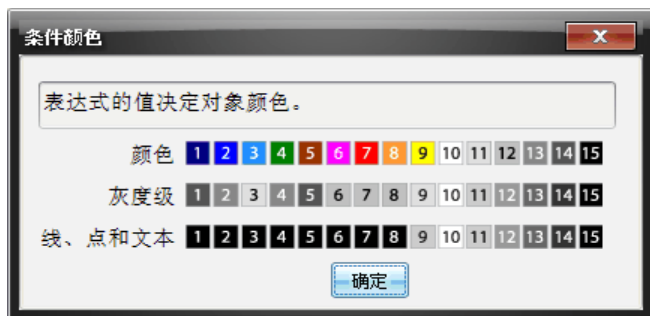 条件颜色
表达式的值决定对象颜色。
颜色 1 2 3 4 5 6 7 8 9 10 11 12 13 14 15
灰度级 1 2 3 4 5 6 7 8 9 10 11 12 13 14 15
线、点和文本 1 2 3 4 5 6 7 8 9 10 11 12 13 14 15
确定